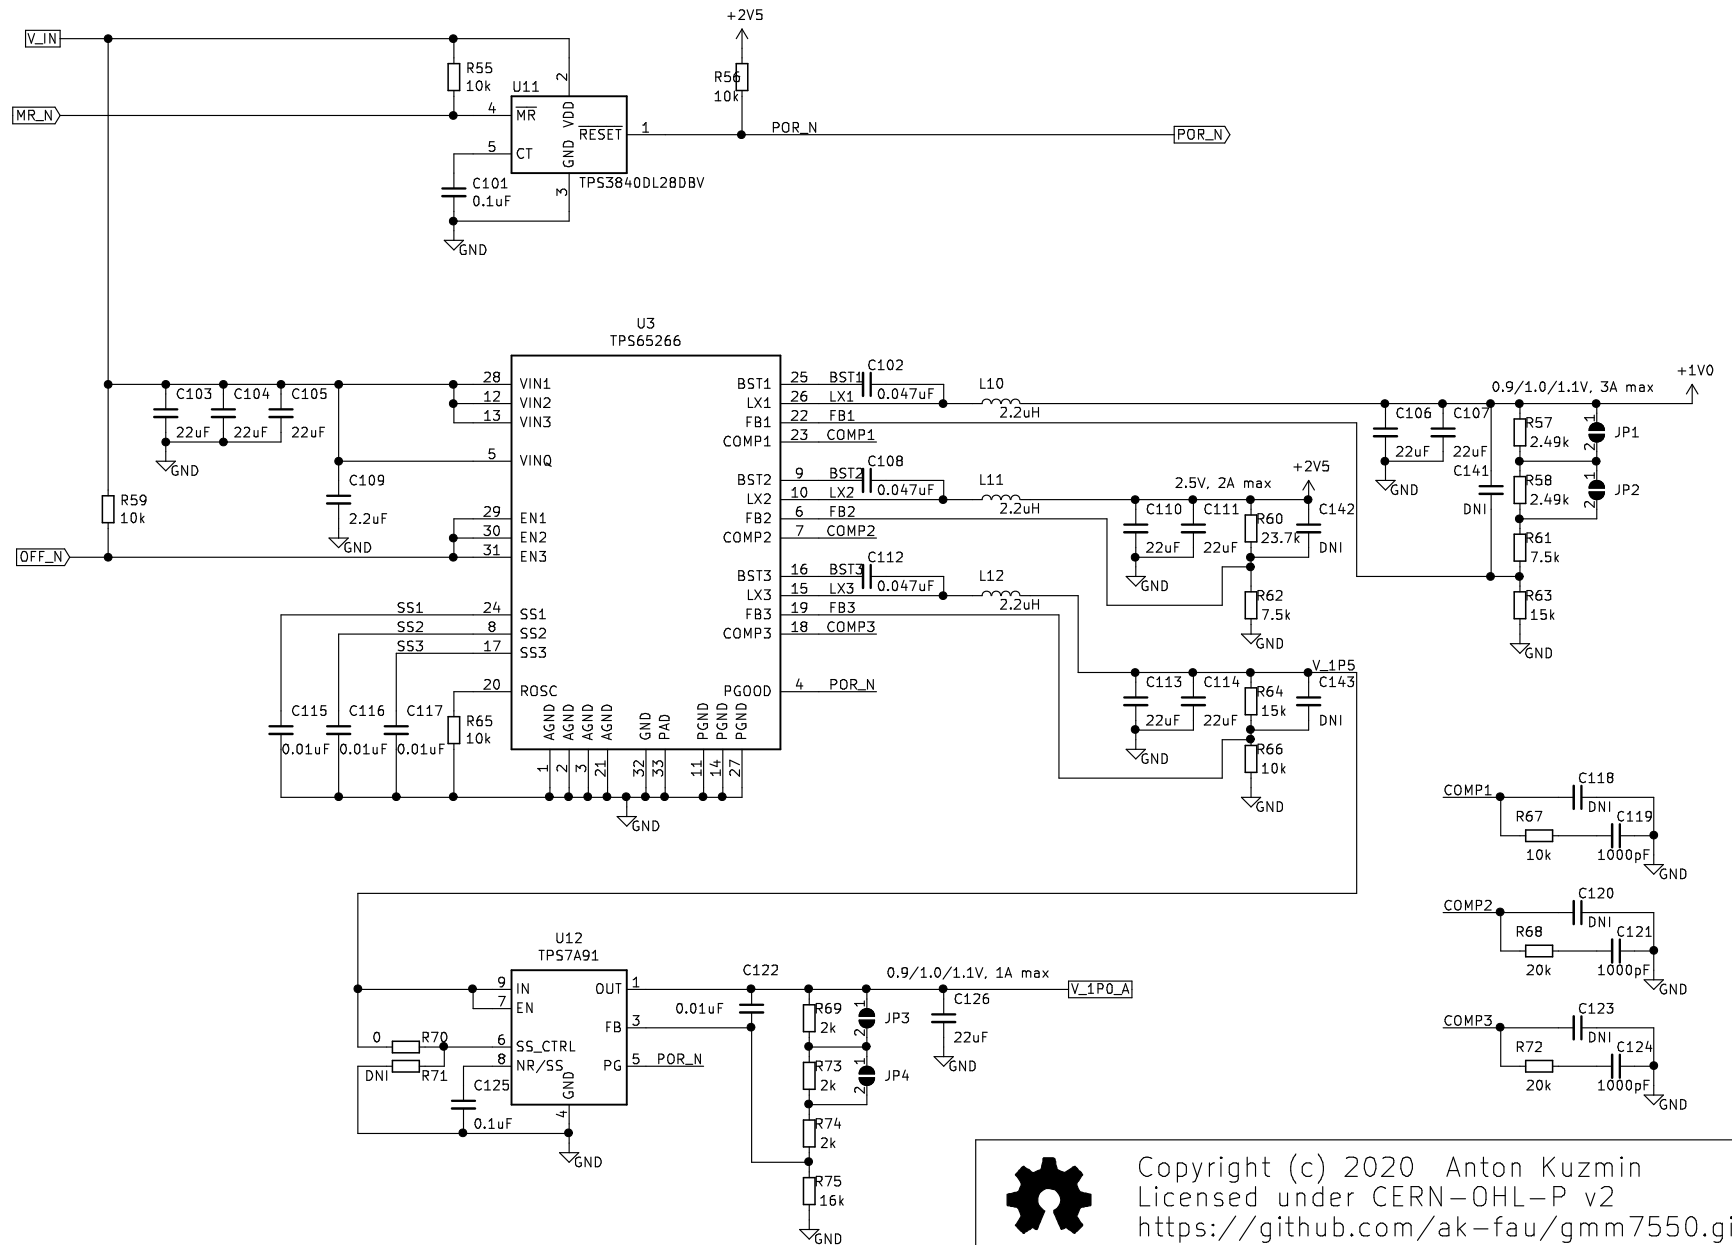 +2V5
V_IN
R55
10k
U11
2
R56
10k
MR_N
4
MR
VDD
RESET
1
POR_N
POR_N
5
CT
GND
3
TPS3840DL28DBV
C101
0.1uF
GND
U3
TPS65266
C103
22uF
C104
22uF
C105
22uF
GND
28
VIN1
12
VIN2
13
VIN3
5
VINQ
C109
2.2uF
GND
R59
10k
OFF_N
29
EN1
30
EN2
31
EN3
SS1
24
SS1
SS2
8
SS2
SS3
17
SS3
20
ROSC
C115
0.01uF
C116
0.01uF
C117
0.01uF
R65
10k
AGND
AGND
AGND
AGND
GND
PAD
PGND
PGND
PGND
1
2
3
21
32
33
11
14
27
GND
BST1
25
BST1
C102
0.047uF
LX1
26
LX1
L10
2.2uH
FB1
22
FB1
COMP1
23
COMP1
BST2
9
BST2
C108
0.047uF
LX2
10
LX2
L11
2.2uH
FB2
6
FB2
COMP2
7
COMP2
BST3
16
BST3
C112
0.047uF
LX3
15
LX3
L12
2.2uH
FB3
19
FB3
COMP3
18
COMP3
PGOOD
4
POR_N
+1V0
0.9/1.0/1.1V, 3A max
C106
22uF
C107
22uF
GND
C141
DNI
R57
2.49k
1
2
JP1
R58
2.49k
1
2
JP2
R61
7.5k
R63
15k
GND
+2V5
2.5V, 2A max
C110
22uF
C111
22uF
GND
R60
23.7k
C142
DNI
R62
7.5k
GND
V_1P5
C113
22uF
C114
22uF
GND
R64
15k
C143
DNI
R66
10k
GND
COMP1
C118
DNI
R67
10k
C119
1000pF
GND
COMP2
C120
DNI
R68
20k
C121
1000pF
GND
COMP3
C123
DNI
R72
20k
C124
1000pF
GND
U12
TPS7A91
9
IN
7
EN
0
R70
6
SS_CTRL
DNI
R71
8
NR/SS
C125
0.1uF
GND
4
GND
OUT
1
FB
3
PG
5
POR_N
C122
0.01uF
0.9/1.0/1.1V, 1A max
V_1P0_A
R69
2k
1
2
JP3
R73
2k
1
2
JP4
R74
2k
R75
16k
GND
C126
22uF
GND
Copyright (c) 2020 Anton Kuzmin
Licensed under CERN-OHL-P v2
https://github.com/ak-fau/gmm7550.gi